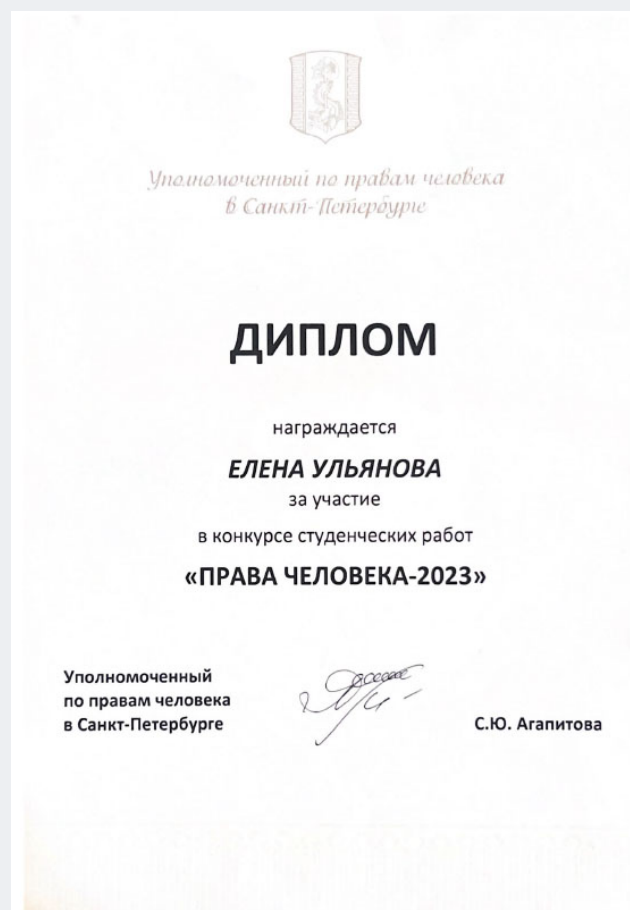 Уполномоченный по правам человека
в Санкт-Петербурге
ДИПЛОМ
награждается
ЕЛЕНА УЛЬЯНОВА
за участие
в конкурсе студенческих работ
«ПРАВА ЧЕЛОВЕКА-2023»
Уполномоченный
по правам человека
в Санкт-Петербурге
С.Ю. Агапитова